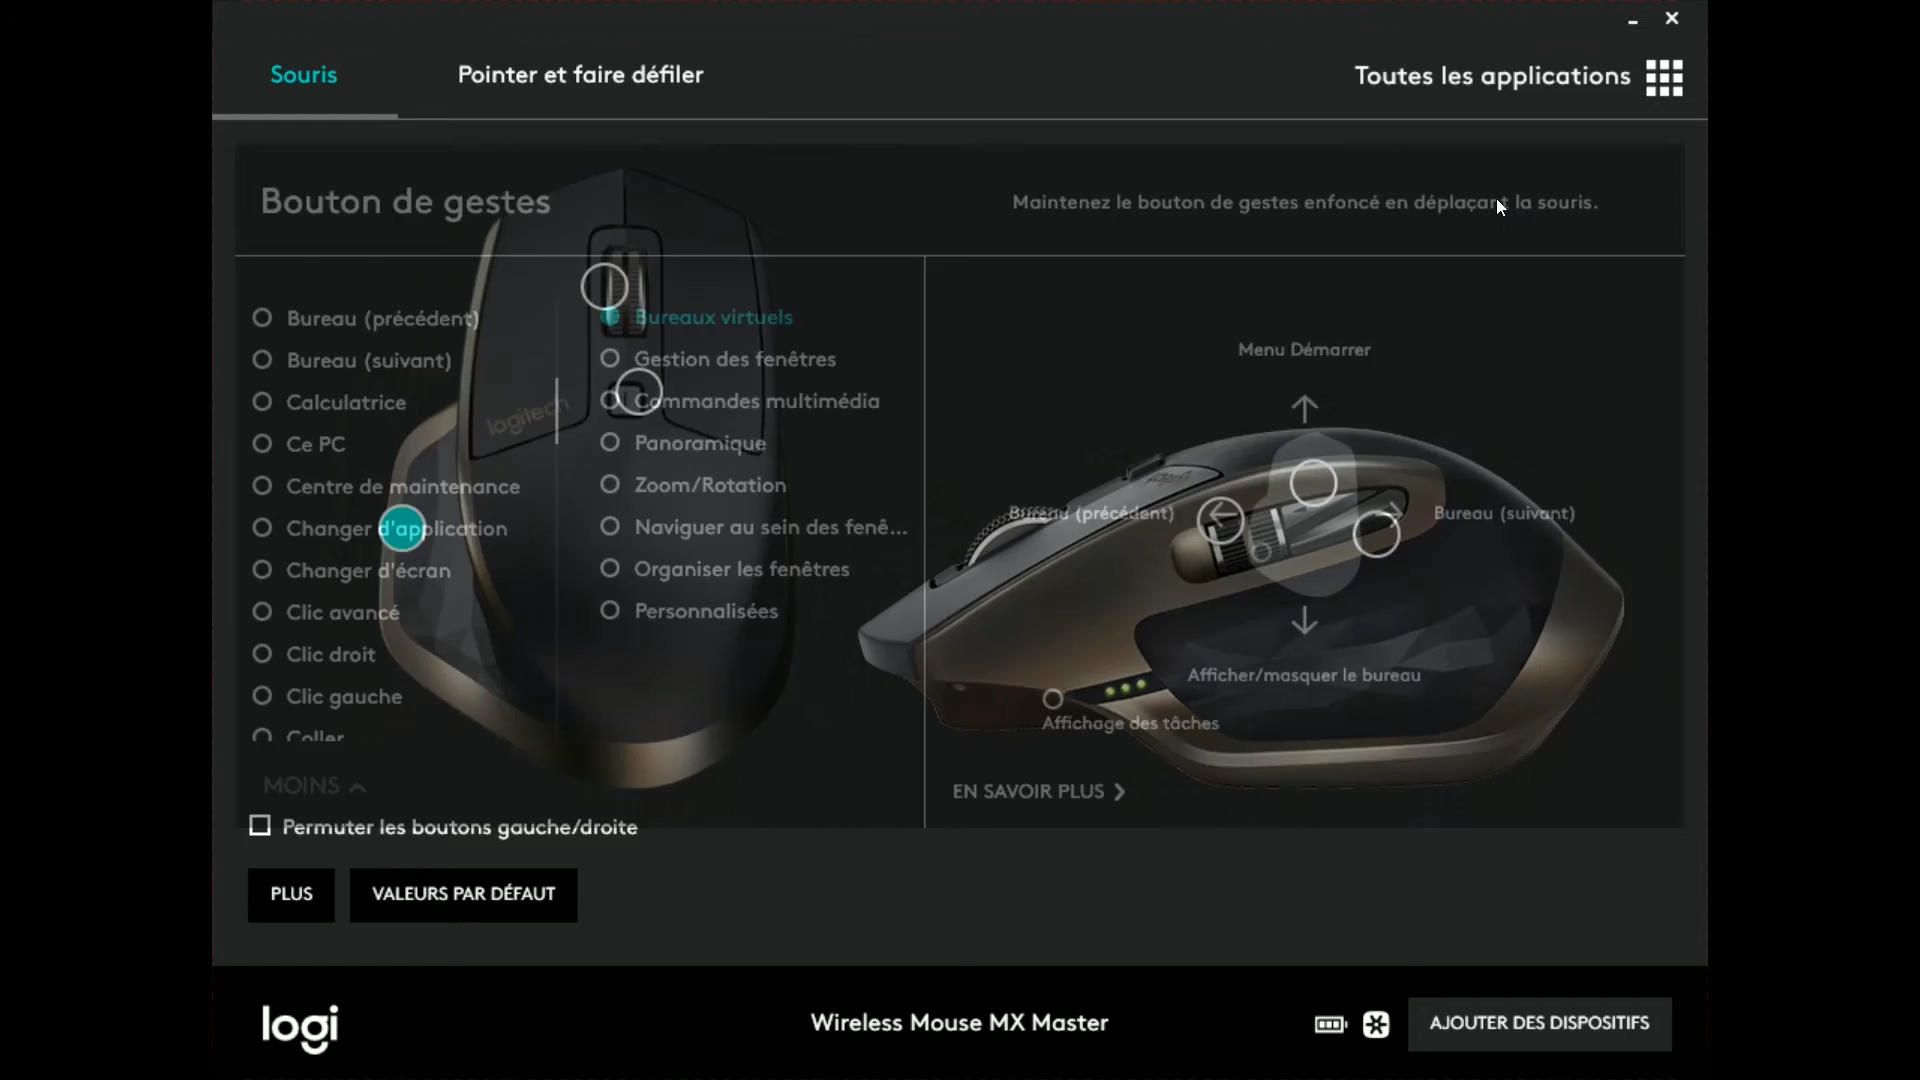 Souris
Pointer et faire défiler
Toutes les applications
Bouton de gestes
Maintenez le bouton de gestes enfoncé en déplaçant la souris.
Bureau (précédent)
Bureau (suivant)
Calculatrice
Ce PC
Centre de maintenance
Changer d'application
Changer d'écran
Clic avancé
Clic droit
Clic gauche
Coller
MOINS
logitech
Bureaux virtuels
Gestion des fenêtres
Commandes multimédia
Panoramique
Zoom/Rotation
Naviguer au sein des fenê...
Organiser les fenêtres
Personnalisées
Menu Démarrer
Bureau (précédent)
Bureau (suivant)
Afficher/masquer le bureau
Affichage des tâches
EN SAVOIR PLUS
Permuter les boutons gauche/droite
PLUS
VALEURS PAR DÉFAUT
logi
Wireless Mouse MX Master
AJOUTER DES DISPOSITIFS